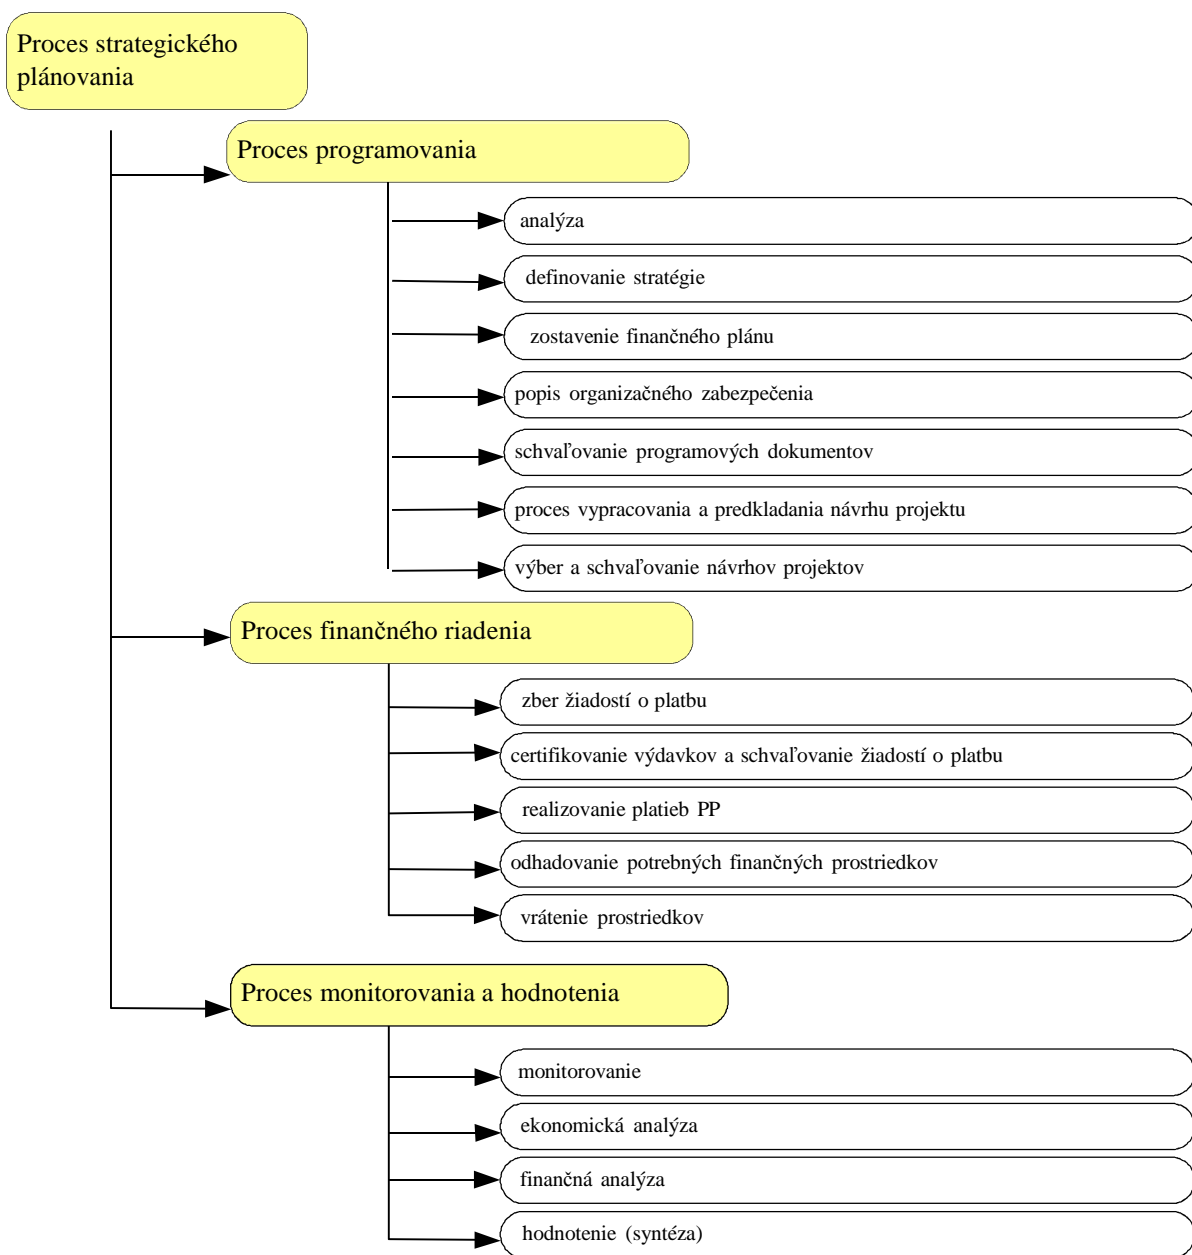 Proces strategického
plánovania
Proces programovania
analýza
definovanie stratégie
zostavenie finančného plánu
popis organizačného zabezpečenia
schvaľovanie programových dokumentov
proces vypracovania a predkladania návrhu projektu
výber a schvaľovanie návrhov projektov
Proces finančného riadenia
zber žiadostí o platbu
certifikovanie výdavkov a schvaľovanie žiadostí o platbu
realizovanie platieb PP
odhadovanie potrebných finančných prostriedkov
vrátenie prostriedkov
Proces monitorovania a hodnotenia
monitorovanie
ekonomická analýza
finančná analýza
hodnotenie (syntéza)